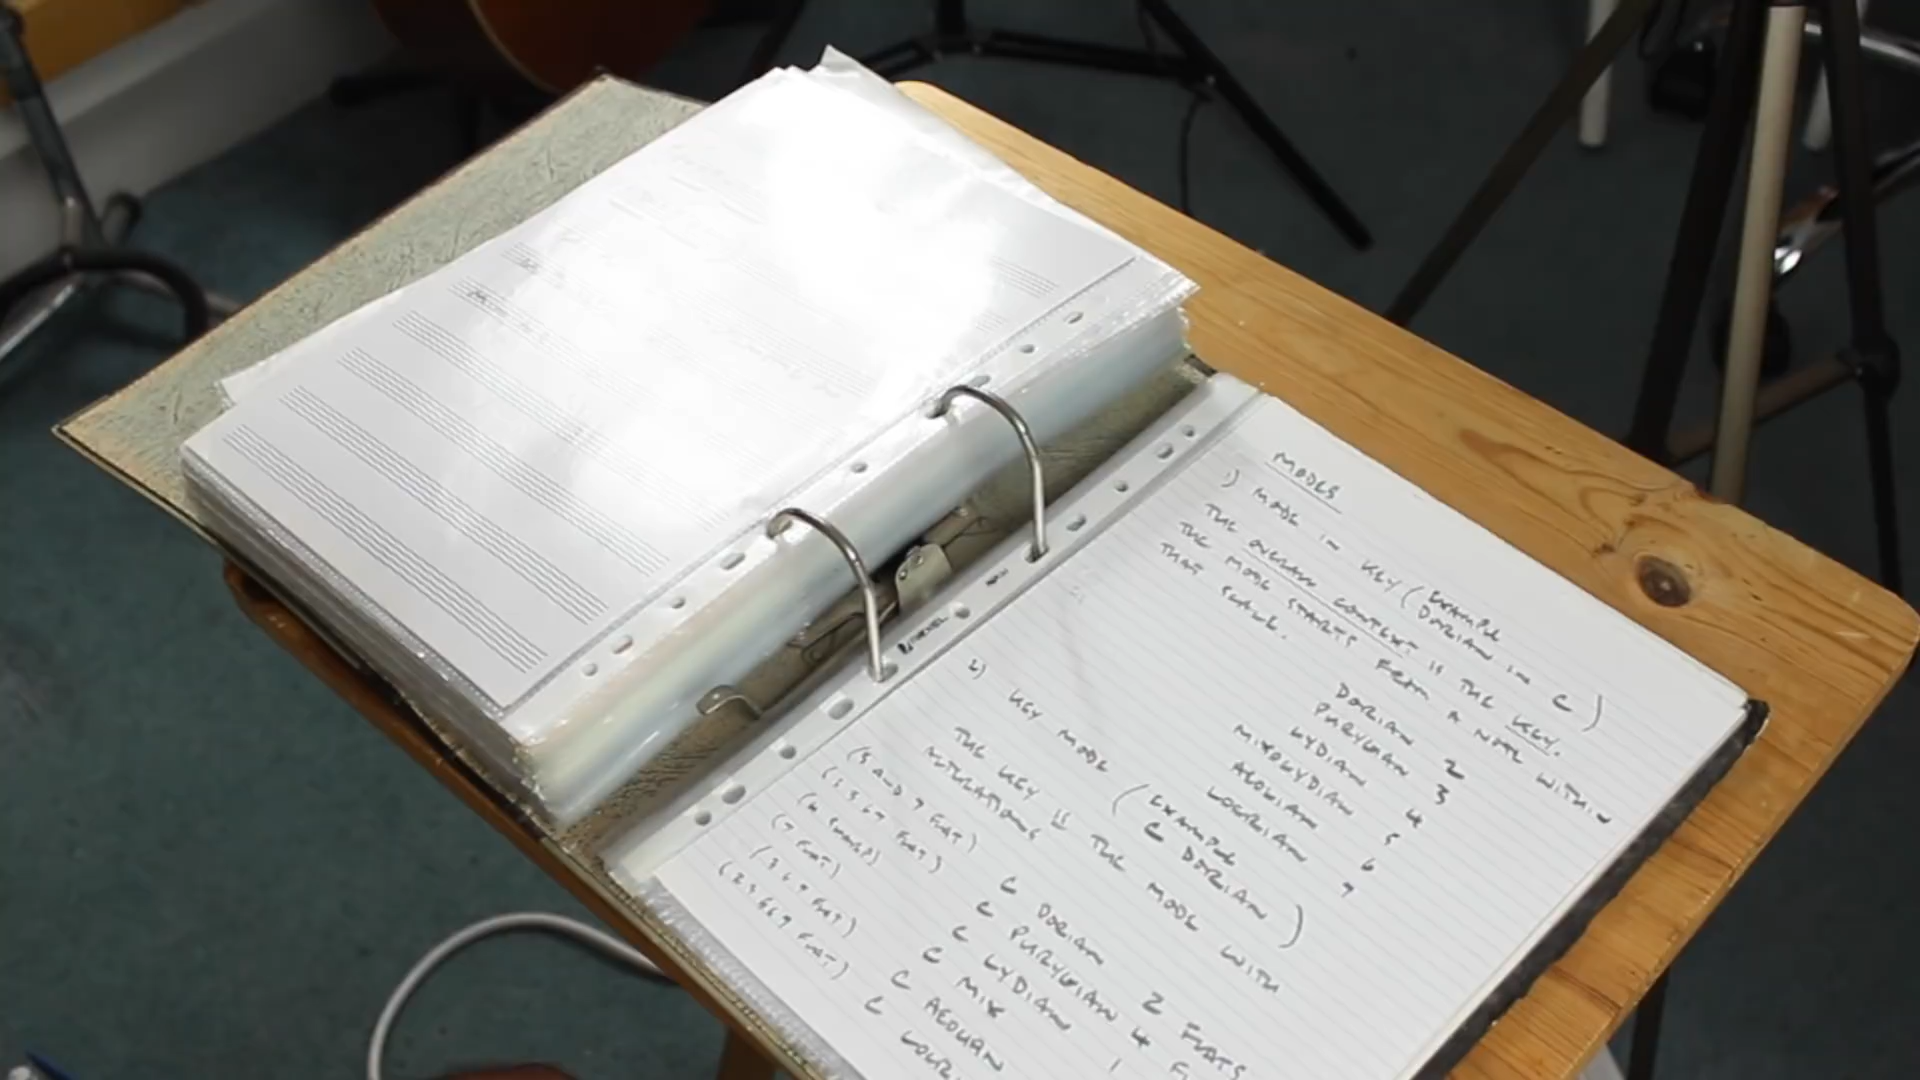 MODES
1) MODE IN KEY (EXAMPLE DORIAN IN C)
THE OVERALL CONTEXT IS THE KEY.
THE MODE STARTS FROM A NOTE WITHIN
THAT SCALE.
DORIAN 2
PHRYGIAN 3
LYDIAN 4
MIXOLYDIAN 5
AEOLIAN 6
LOCRIAN 7
2) KEY MODE (EXAMPLE C DORIAN)
THE KEY IS THE MODE WITH
ALTERATIONS
(3 AND 7 FLAT) C DORIAN 2 FLATS
(2 3 6 7 FLAT) C PHRYGIAN 4
(4 SHARP) C LYDIAN 1
(7 FLAT) C MIX
(3 6 7 FLAT) C AEOLIAN
(2 3 5 6 7 FLAT) C
REXEL